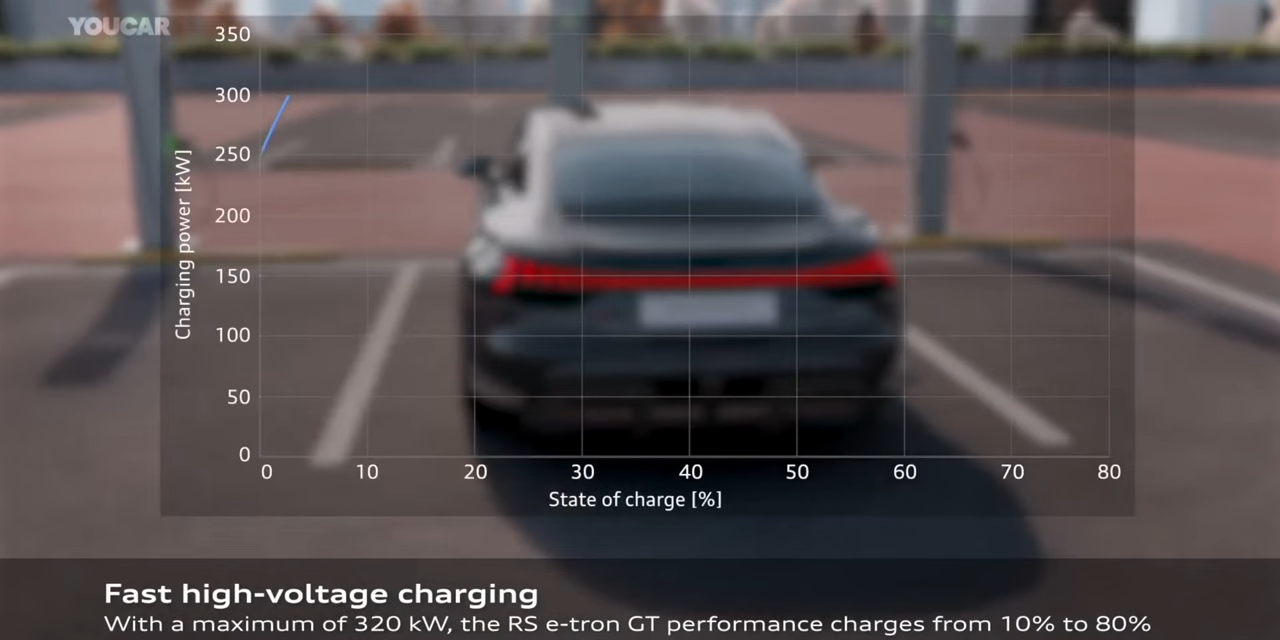 YOUCAR
350
300
250
200
150
100
50
0
Charging power [kW]
0 10 20 30 40 50 60 70 80
State of charge [%]
Fast high-voltage charging
With a maximum of 320 kW, the RS e-tron GT performance charges from 10% to 80%